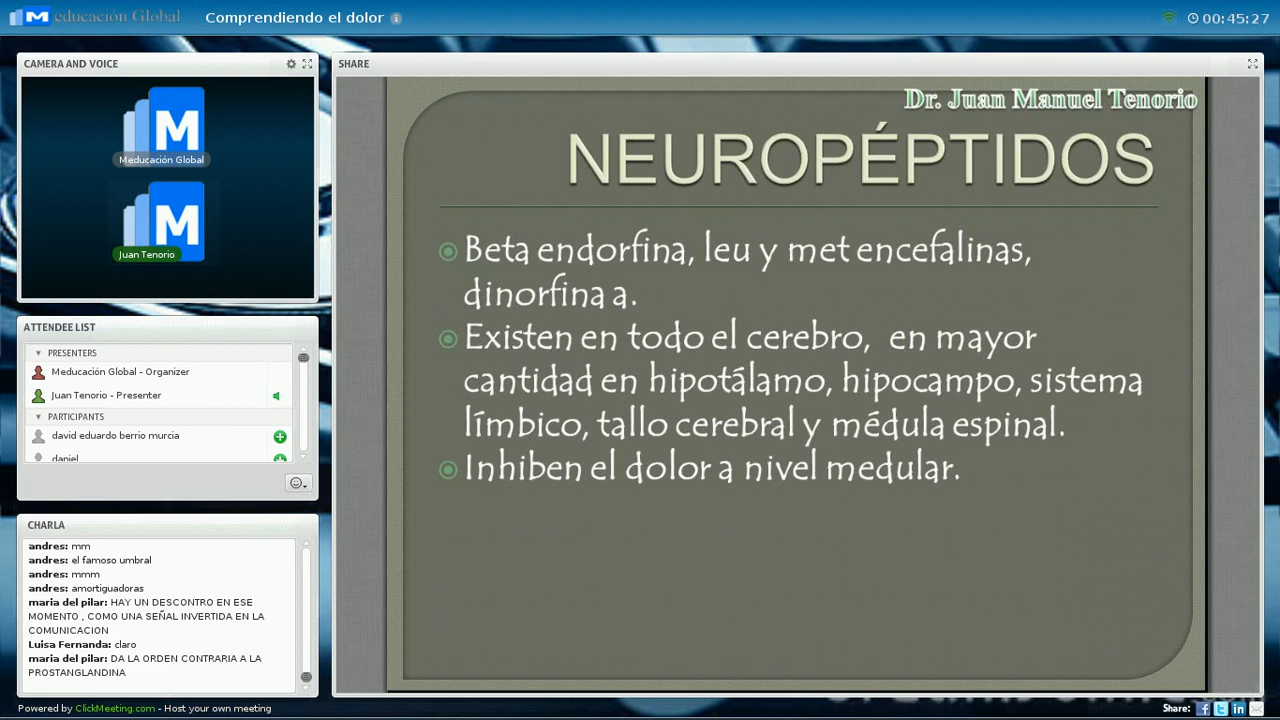 educación Global
Comprendiendo el dolor
00:45:27
CAMERA AND VOICE
M
Meducación Global
M
Juan Tenorio
ATTENDEE LIST
PRESENTERS
Meducación Global - Organizer
Juan Tenorio - Presenter
PARTICIPANTS
david eduardo berrio murcia
daniel
CHARLA
andres: mm
andres: el famoso umbral
andres: mmm
andres: amortiguadoras
maria del pilar: HAY UN DESCONTRO EN ESE
MOMENTO , COMO UNA SEÑAL INVERTIDA EN LA
COMUNICACION
Luisa Fernanda: claro
maria del pilar: DA LA ORDEN CONTRARIA A LA
PROSTANGLANDINA
SHARE
Dr. Juan Manuel Tenorio
NEUROPÉPTIDOS
Beta endorfina, leu y met encefalinas,
dinorfina a.
Existen en todo el cerebro, en mayor
cantidad en hipotálamo, hipocampo, sistema
límbico, tallo cerebral y médula espinal.
Inhiben el dolor a nivel medular.
Powered by ClickMeeting.com - Host your own meeting
Share: